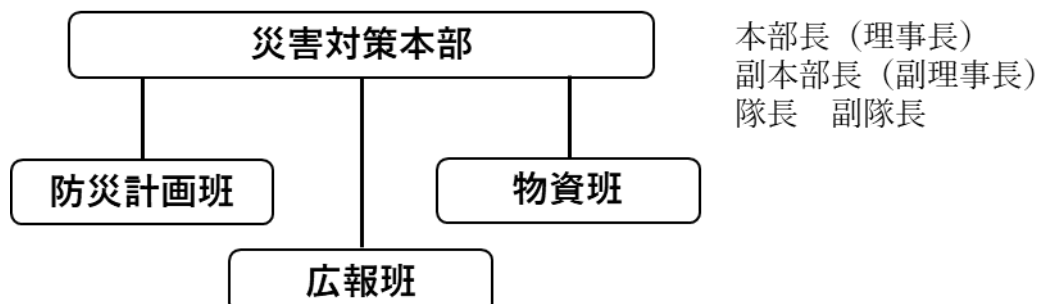 災害対策本部
本部長（理事長）
副本部長（副理事長）
隊長　副隊長
防災計画班
物資班
広報班